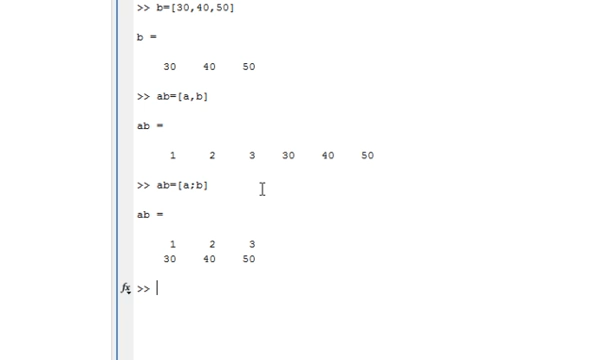 >> b=[30,40,50]
b =
30 40 50
>> ab=[a,b]
ab =
1 2 3 30 40 50
>> ab=[a;b]
ab =
1 2 3
30 40 50
fx >>